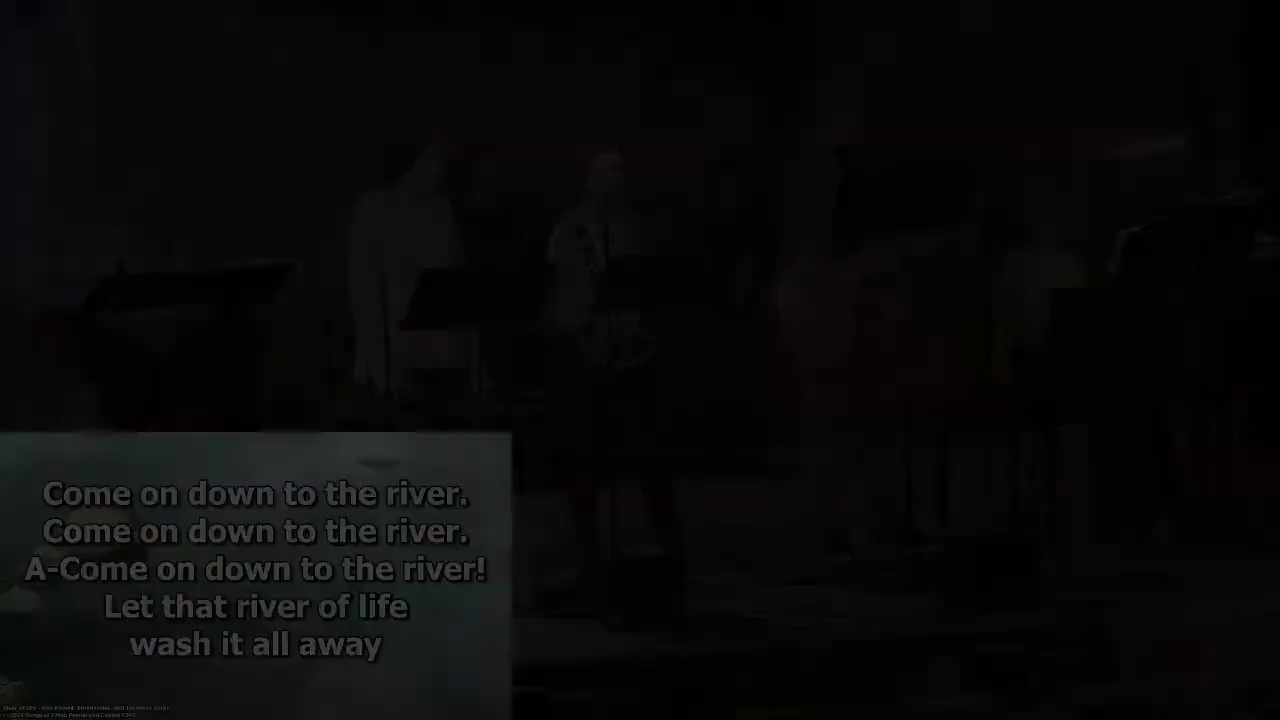 Come on down to the river.
Come on down to the river.
A-Come on down to the river!
Let that river of life
wash it all away